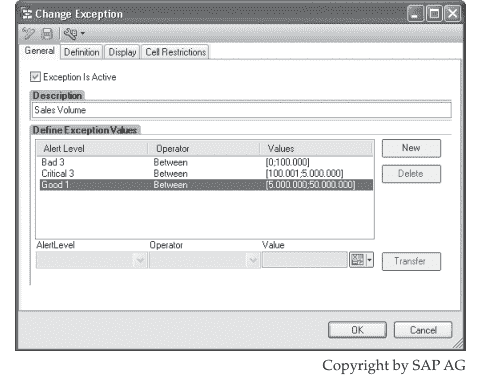 Change Exception
General Definition Display Cell Restrictions
Exception Is Active
Description
Sales Volume
Define Exception Values
Alert Level Operator Values
Bad 3 Between [0;100.000]
Critical 3 Between [100.001;5.000.000]
Good 1 Between [5.000.000;50.000.000]
New
Delete
AlertLevel Operator Value
Transfer
OK Cancel
Copyright by SAP AG